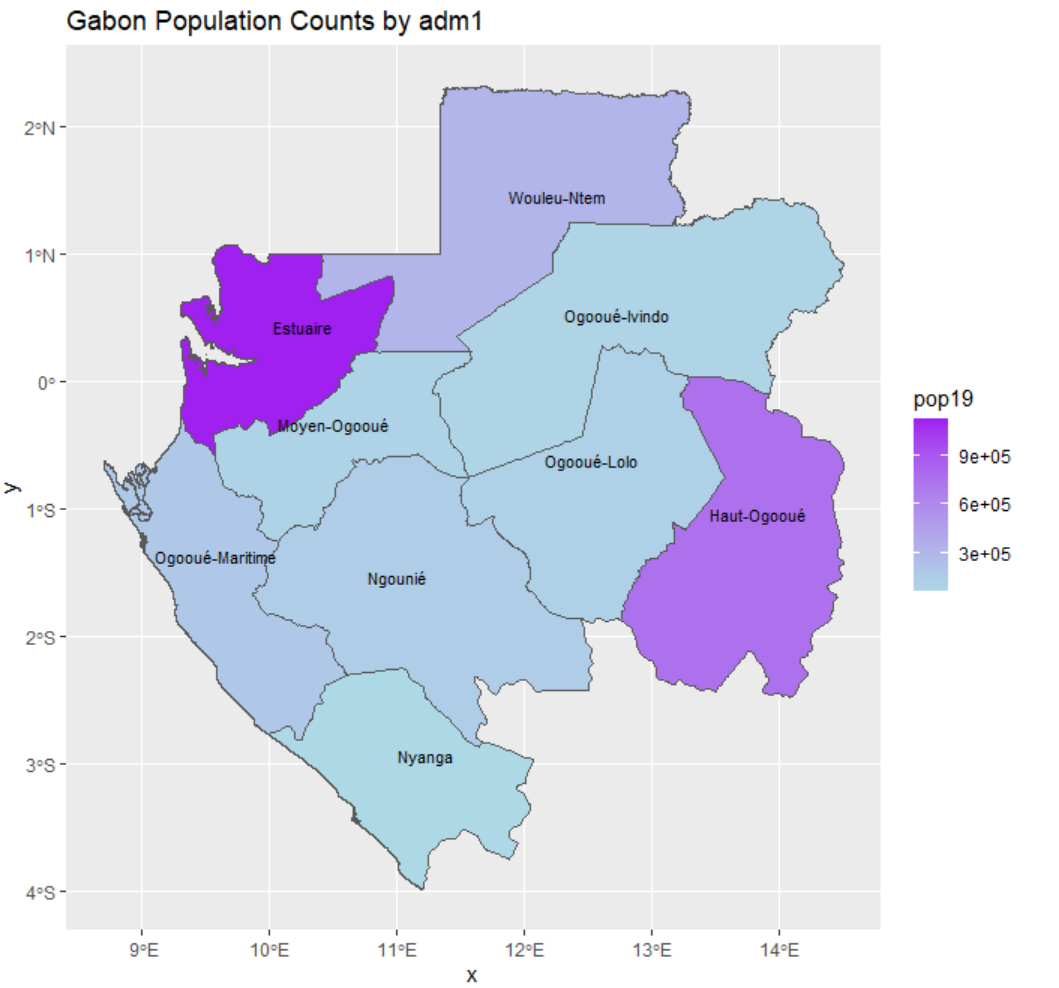 Gabon Population Counts by adm1
2°N
1°N
0°
1°S
2°S
3°S
4°S
y
Wouleu-Ntem
Ogooué-Ivindo
Estuaire
Moyen-Ogooué
Ogooué-Lolo
Haut-Ogooué
Ogooué-Maritime
Ngounié
Nyanga
9°E
10°E
11°E
12°E
13°E
14°E
x
pop19
9e+05
6e+05
3e+05